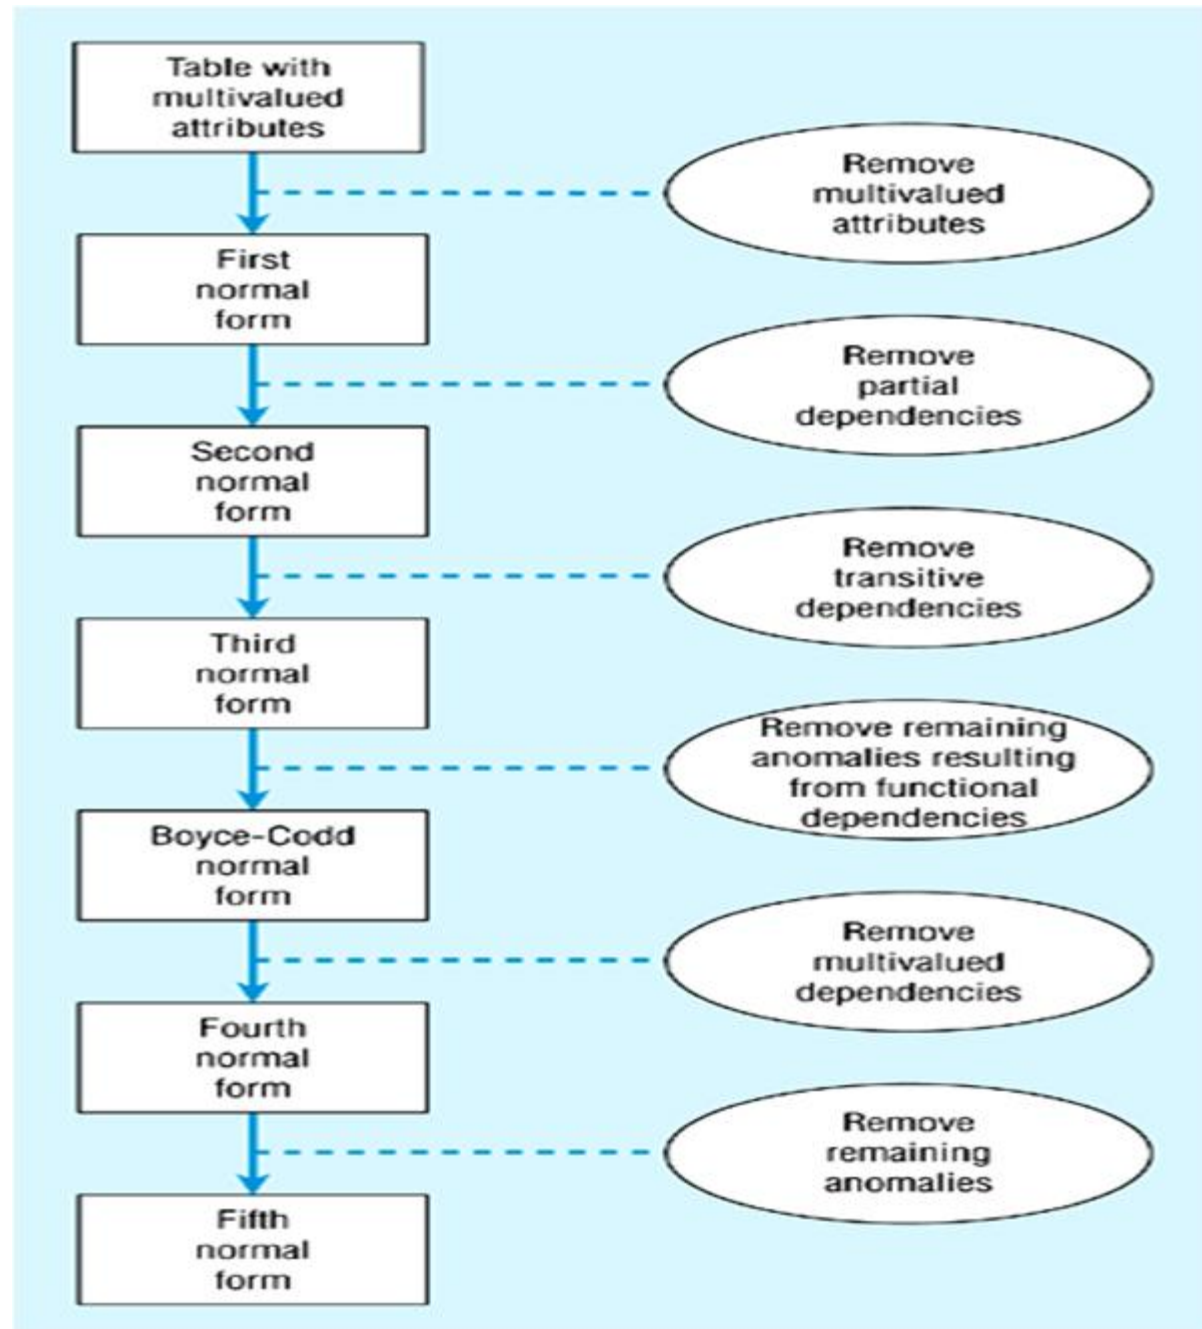 Table with
multivalued
attributes
Remove
multivalued
attributes
First
normal
form
Remove
partial
dependencies
Second
normal
form
Remove
transitive
dependencies
Third
normal
form
Remove remaining
anomalies resulting
from functional
dependencies
Boyce-Codd
normal
form
Remove
multivalued
dependencies
Fourth
normal
form
Remove
remaining
anomalies
Fifth
normal
form